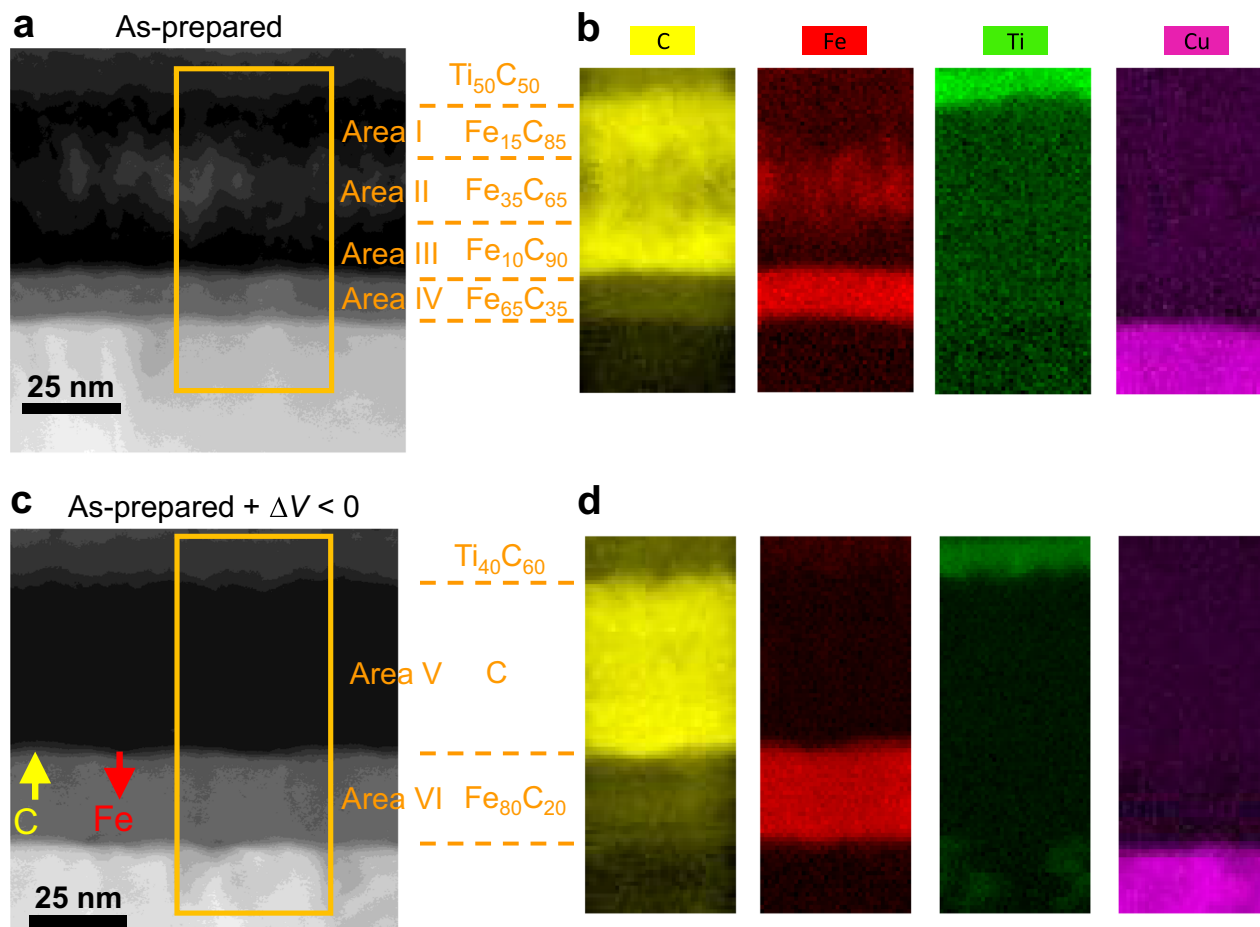 a
As-prepared
b
C
Fe
Ti
Cu
Ti50C50
Area I Fe15C85
Area II Fe35C65
Area III Fe10C90
Area IV Fe65C35
25 nm
c
As-prepared + ΔV < 0
d
Ti40C60
Area V C
Area VI Fe80C20
C
Fe
25 nm